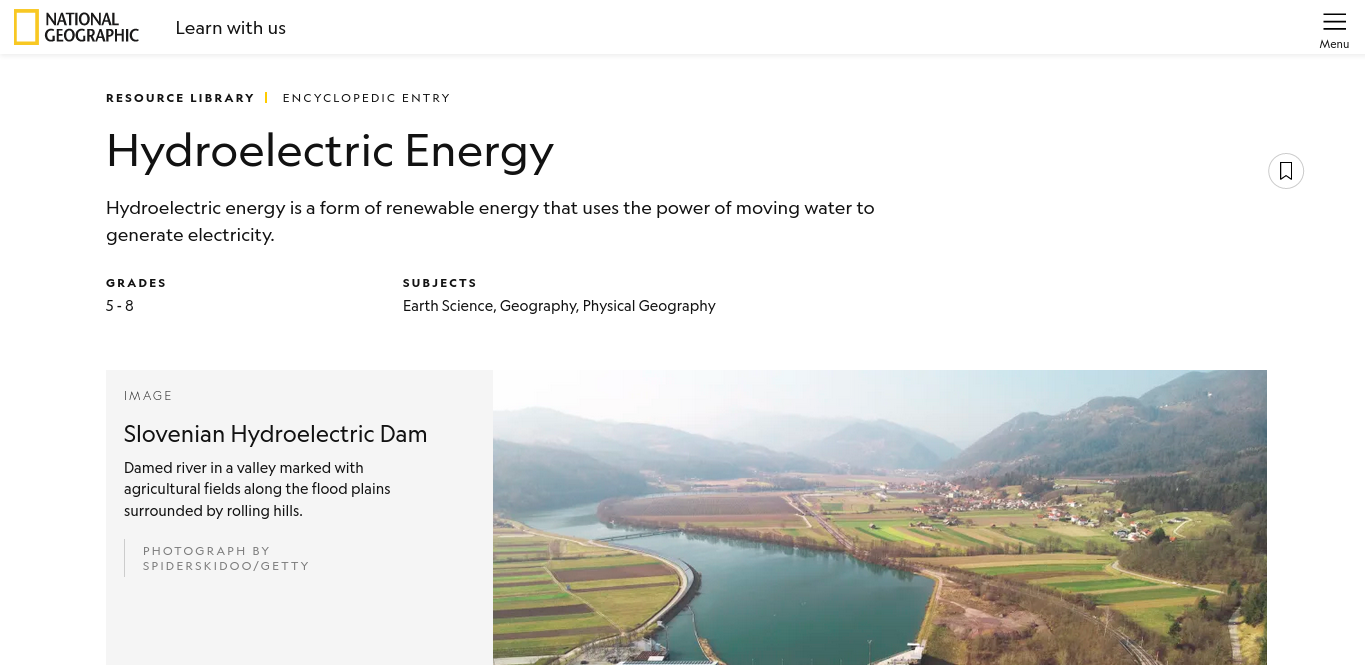 NATIONAL
GEOGRAPHIC
Learn with us
Menu
RESOURCE LIBRARY
ENCYCLOPEDIC ENTRY
Hydroelectric Energy
Hydroelectric energy is a form of renewable energy that uses the power of moving water to
generate electricity.
GRADES
5 - 8
SUBJECTS
Earth Science, Geography, Physical Geography
IMAGE
Slovenian Hydroelectric Dam
Damed river in a valley marked with
agricultural fields along the flood plains
surrounded by rolling hills.
PHOTOGRAPH BY
SPIDERSKIDOO/GETTY